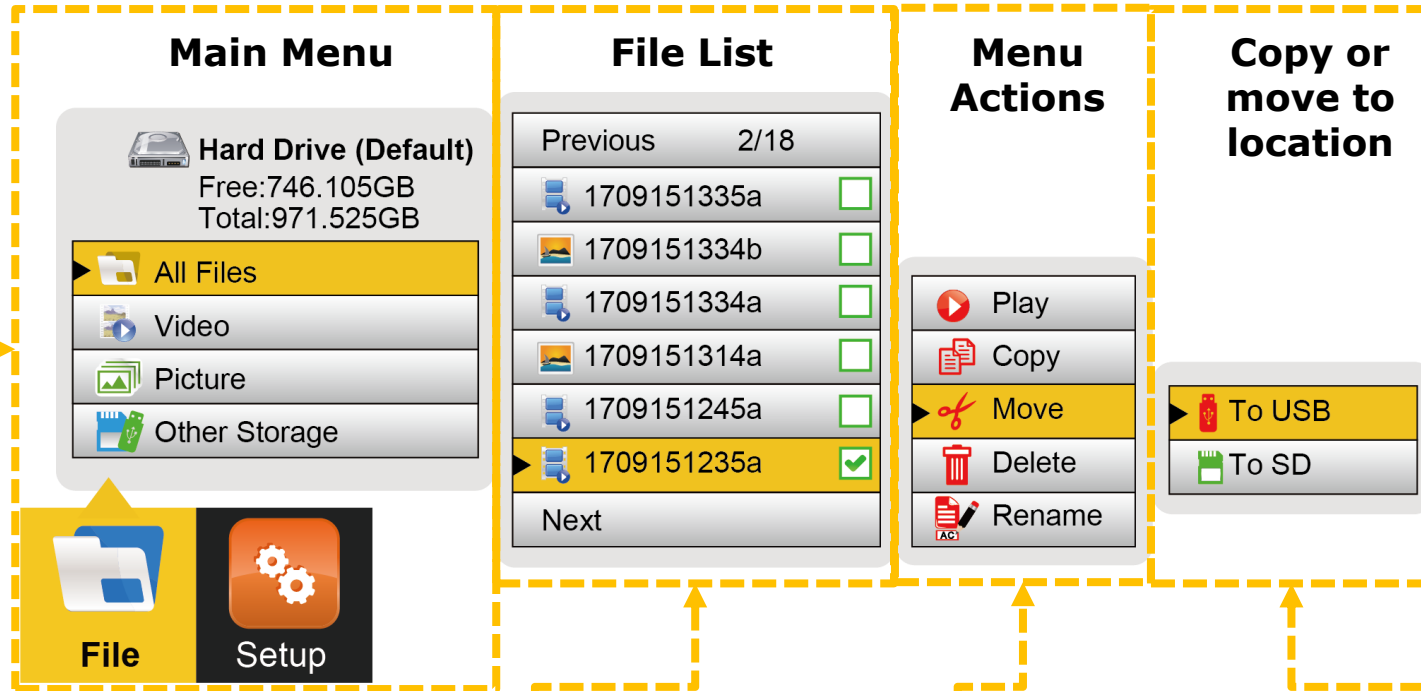 Main Menu
Hard Drive (Default)
Free:746.105GB
Total:971.525GB
All Files
Video
Picture
Other Storage
File
Setup
File List
Previous 2/18
1709151335a
1709151334b
1709151334a
1709151314a
1709151245a
1709151235a
Next
Menu
Actions
Play
Copy
Move
Delete
Rename
AC1
Copy or
move to
location
To USB
To SD